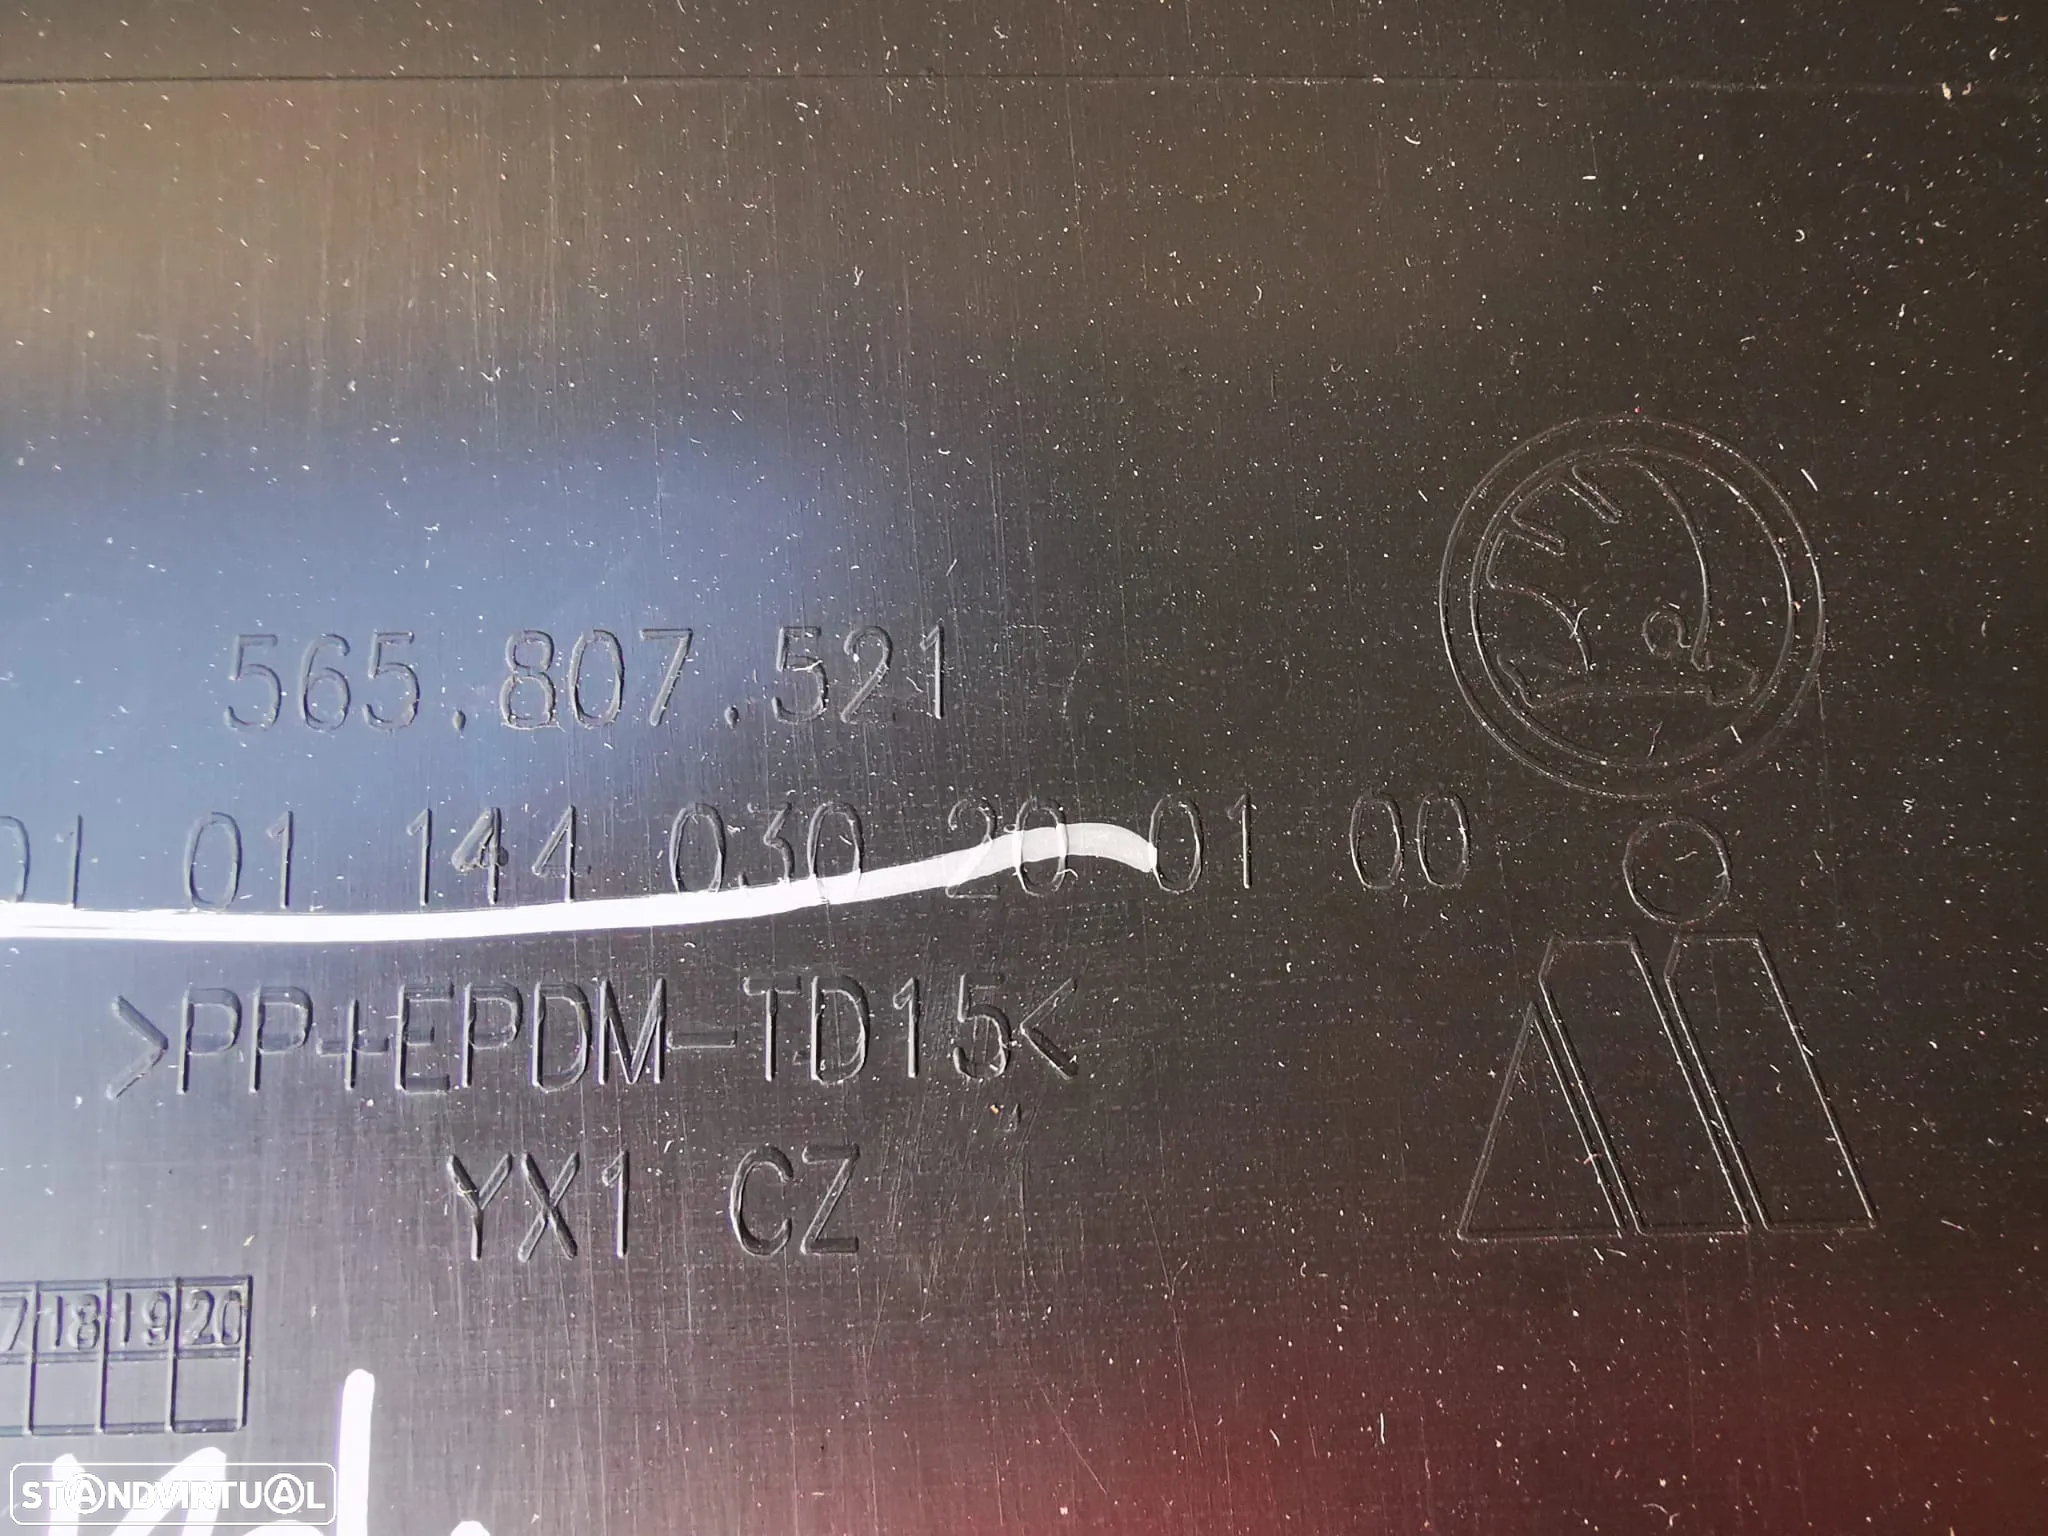 565.807.521
01 01 144 030 20 01 00
>PP+EPDM-TD15<
YX1 CZ
7 18 19 20
STANDVIRTUAL